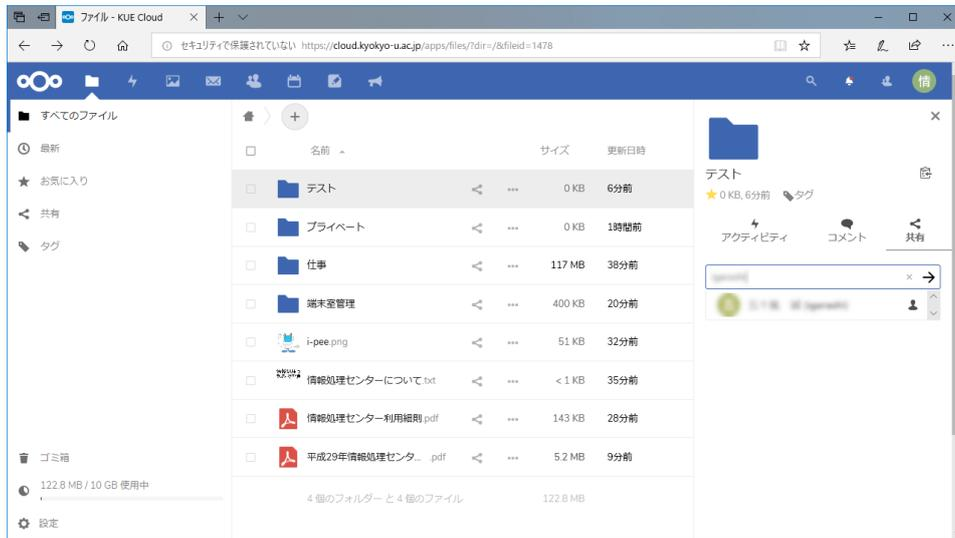 ファイル - KUE Cloud
セキュリティで保護されていない https://cloud.kyokyo-u.ac.jp/apps/files/?dir=/&fileid=1478
情
すべてのファイル
最新
お気に入り
共有
タグ
ゴミ箱
122.8 MB / 10 GB 使用中
設定
名前 サイズ 更新日時
テスト 0 KB 6分前
プライベート 0 KB 1時間前
仕事 117 MB 38分前
端末室管理 400 KB 20分前
i-pee.png 51 KB 32分前
情報処理センターについて.txt < 1 KB 35分前
情報処理センター利用細則.pdf 143 KB 28分前
平成29年情報処理センタ... .pdf 5.2 MB 9分前
4 個のフォルダー と 4 個のファイル 122.8 MB
テスト
0 KB, 6分前 タグ
アクティビティ コメント 共有